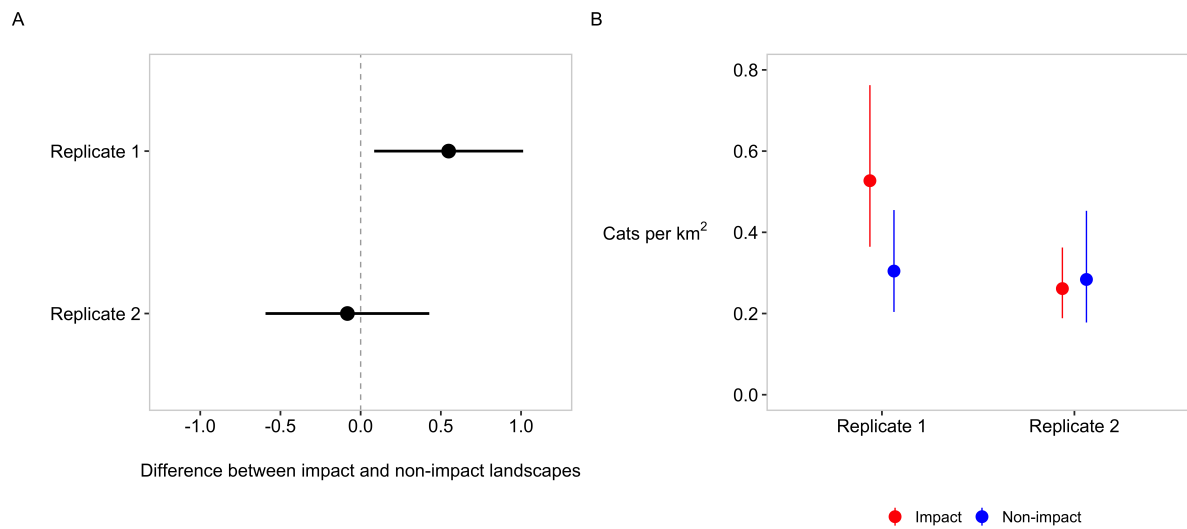 A
Replicate 1
Replicate 2
-1.0 -0.5 0.0 0.5 1.0
Difference between impact and non-impact landscapes
B
Cats per km²
0.8
0.6
0.4
0.2
0.0
Replicate 1 Replicate 2
Impact Non-impact